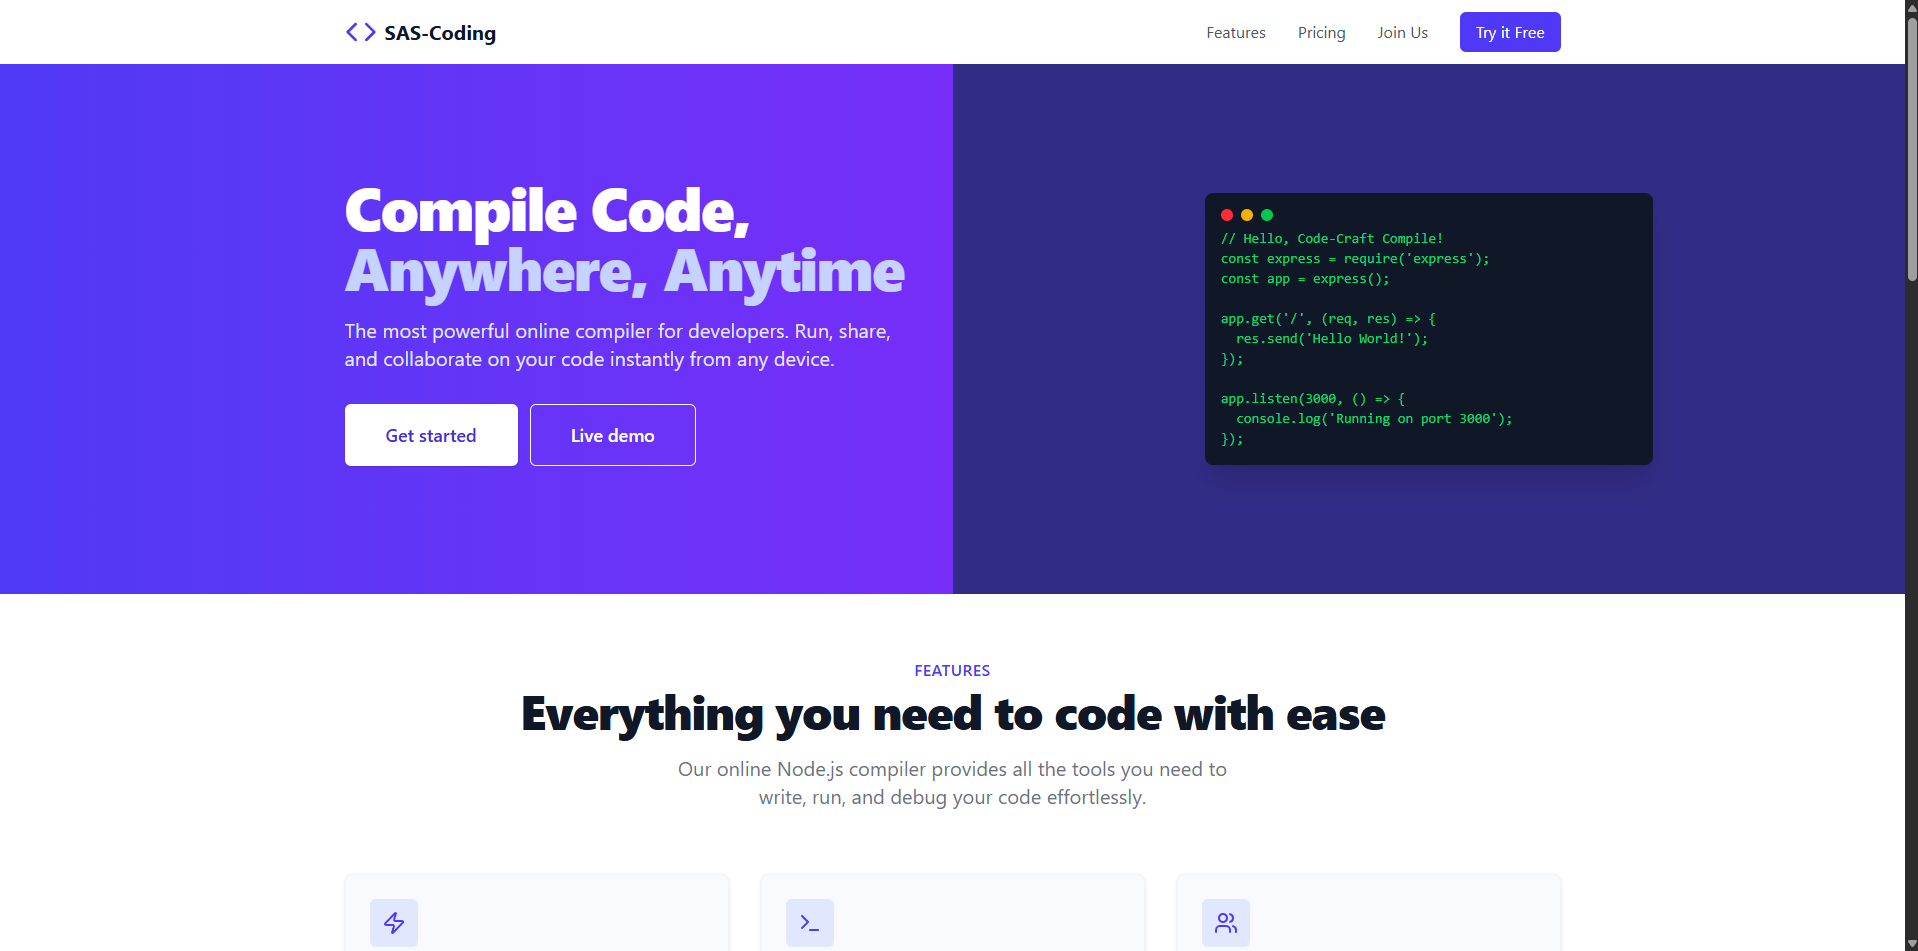 SAS-Coding
Features
Pricing
Join Us
Try it Free
Compile Code,
Anywhere, Anytime
The most powerful online compiler for developers. Run, share,
and collaborate on your code instantly from any device.
Get started
Live demo
// Hello, Code-Craft Compile!
const express = require('express');
const app = express();
app.get('/', (req, res) => {
  res.send('Hello World!');
});
app.listen(3000, () => {
  console.log('Running on port 3000');
});
FEATURES
Everything you need to code with ease
Our online Node.js compiler provides all the tools you need to
write, run, and debug your code effortlessly.